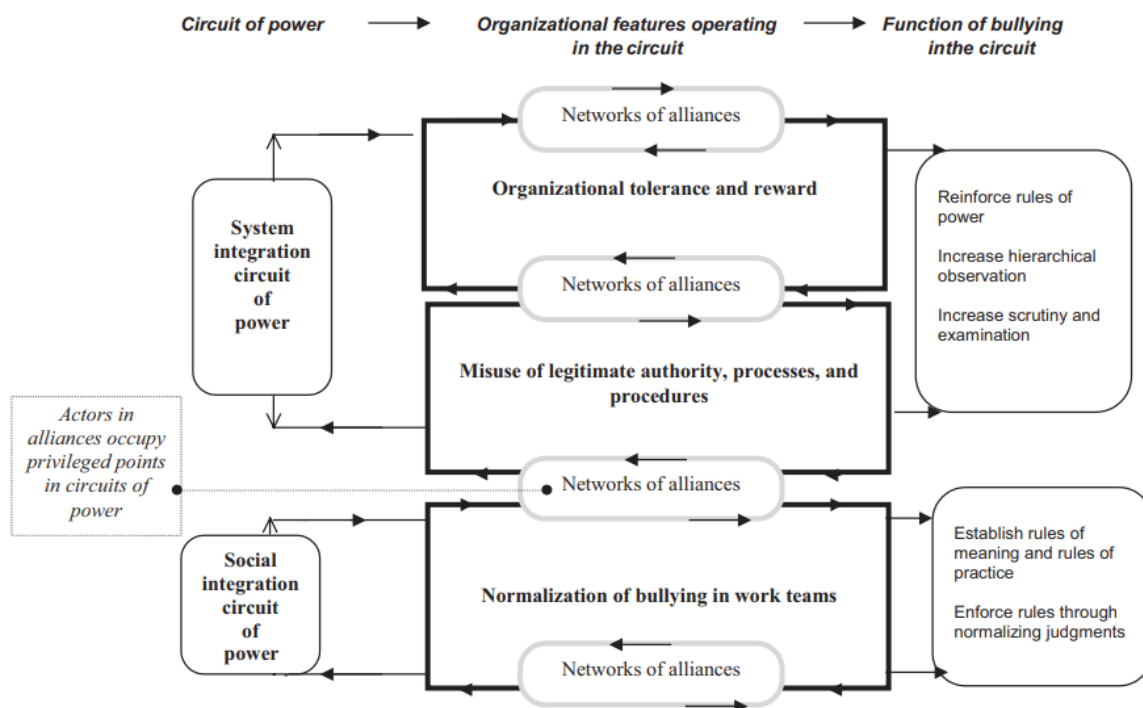 Circuit of power
Organizational features operating
in the circuit
Function of bullying
inthe circuit
Networks of alliances
Organizational tolerance and reward
Networks of alliances
Misuse of legitimate authority, processes, and
procedures
Networks of alliances
Normalization of bullying in work teams
Networks of alliances
System
integration
circuit
of
power
Actors in
alliances occupy
privileged points
in circuits of
power
Social
integration
circuit
of
power
Reinforce rules of
power
Increase hierarchical
observation
Increase scrutiny and
examination
Establish rules of
meaning and rules of
practice
Enforce rules through
normalizing judgments